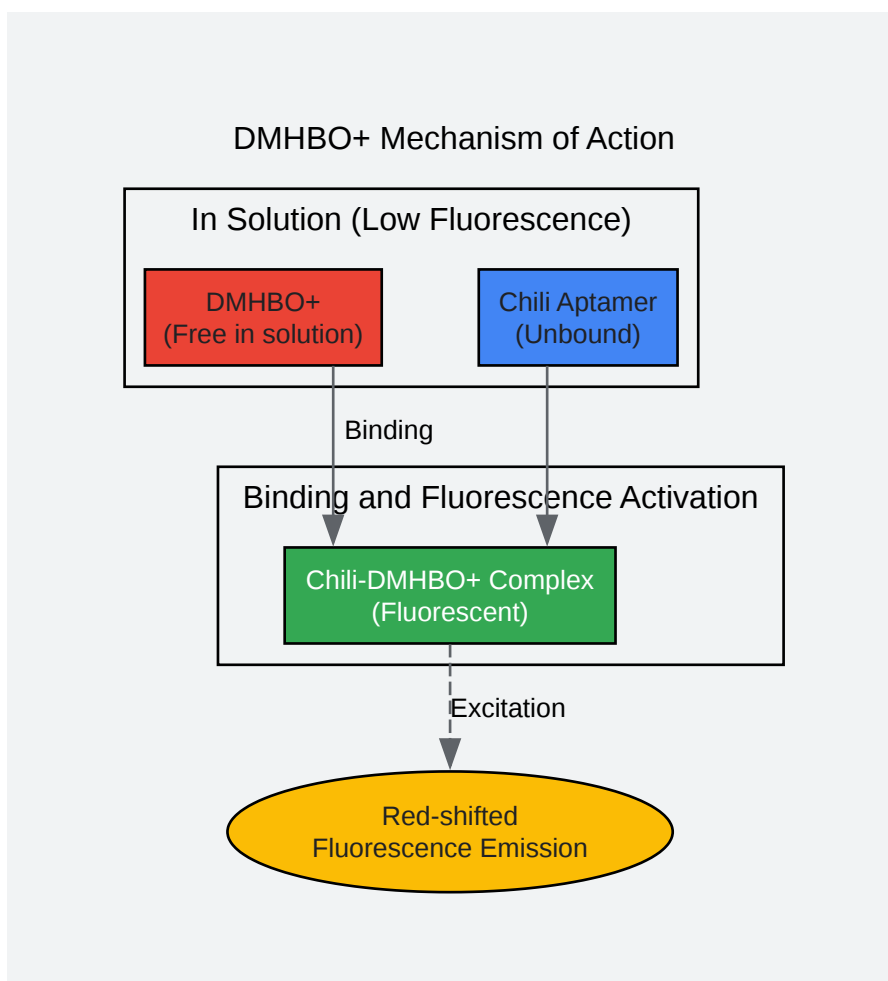 DMHBO+ Mechanism of Action
In Solution (Low Fluorescence)
DMHBO+
(Free in solution)
Chili Aptamer
(Unbound)
Binding
Binding and Fluorescence Activation
Chili-DMHBO+ Complex
(Fluorescent)
Excitation
Red-shifted
Fluorescence Emission